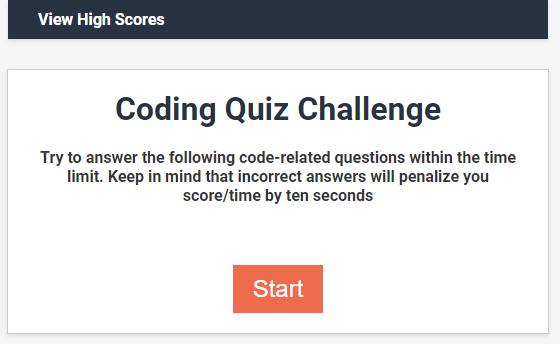 View High Scores
Coding Quiz Challenge
Try to answer the following code-related questions within the time
limit. Keep in mind that incorrect answers will penalize you
score/time by ten seconds
Start